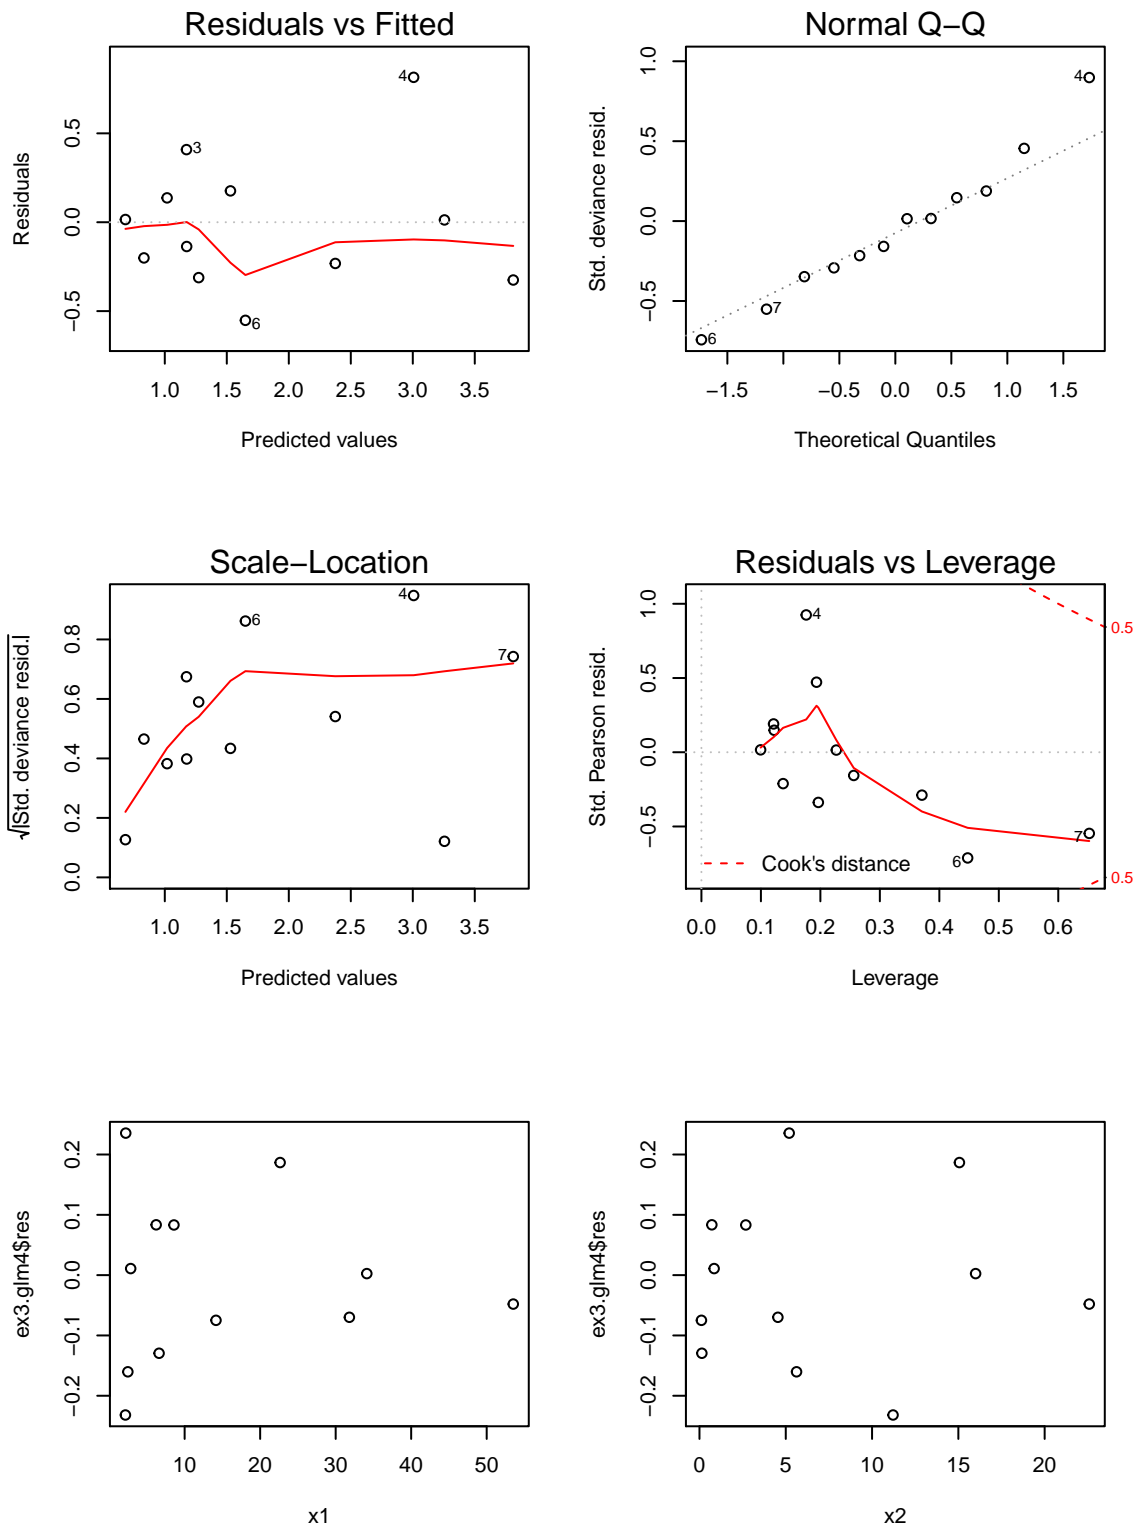 Residuals vs Fitted
Residuals
0.5
0.0
−0.5
4
3
6
1.0 1.5 2.0 2.5 3.0 3.5
Predicted values
Normal Q−Q
Std. deviance resid.
1.0
0.5
0.0
−0.5
4
7
6
−1.5 −0.5 0.0 0.5 1.0 1.5
Theoretical Quantiles
Scale−Location
√|Std. deviance resid.|
0.8
0.6
0.4
0.2
0.0
4
6
7
1.0 1.5 2.0 2.5 3.0 3.5
Predicted values
Residuals vs Leverage
Std. Pearson resid.
1.0
0.5
0.0
−0.5
4
7
6
0.5
0.5
Cook's distance
0.0 0.1 0.2 0.3 0.4 0.5 0.6
Leverage
ex3.glm4$res
0.2
0.1
0.0
−0.1
−0.2
10 20 30 40 50
x1
ex3.glm4$res
0.2
0.1
0.0
−0.1
−0.2
0 5 10 15 20
x2